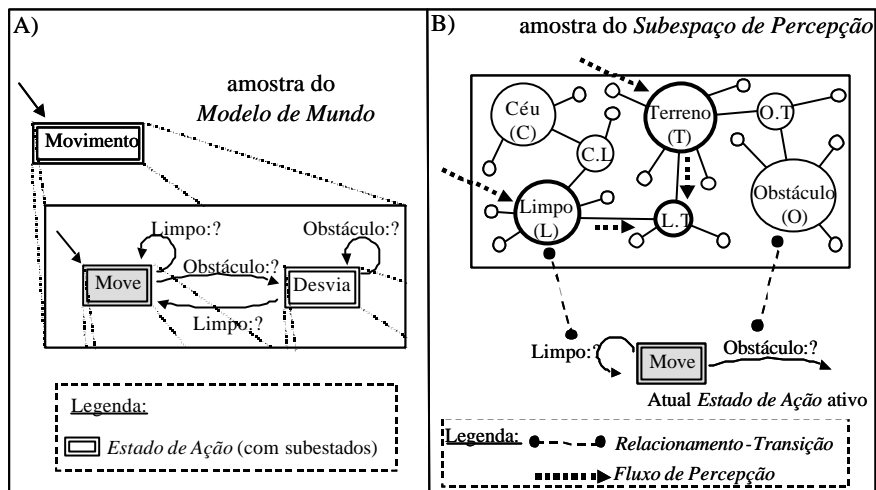 A)
amostra do
Modelo de Mundo
Movimento
Limpo:?
Obstáculo:?
Obstáculo:?
Move
Desvia
Limpo:?
Legenda:
Estado de Ação (com subestados)
B)
amostra do Subespaço de Percepção
Céu
(C)
Terreno
(T)
O.T
C.L
Obstáculo
(O)
Limpo
(L)
L.T
Limpo:?
Move
Obstáculo:?
Atual Estado de Ação ativo
Legenda:
Relacionamento-Transição
Fluxo de Percepção